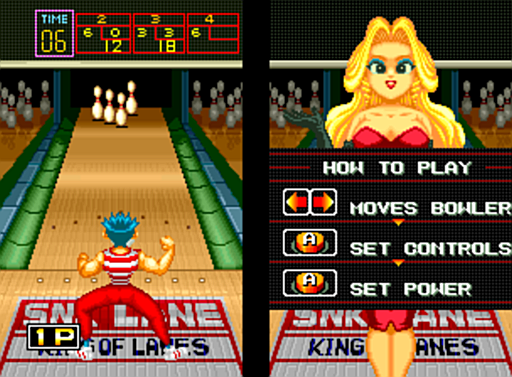 TIME 2 3 4
06 6 0 3 3 6
12 18
SNK LANE
1P KING OF LANES
HOW TO PLAY
MOVES BOWLER
A SET CONTROLS
A SET POWER
SNK LANE
KING LANES